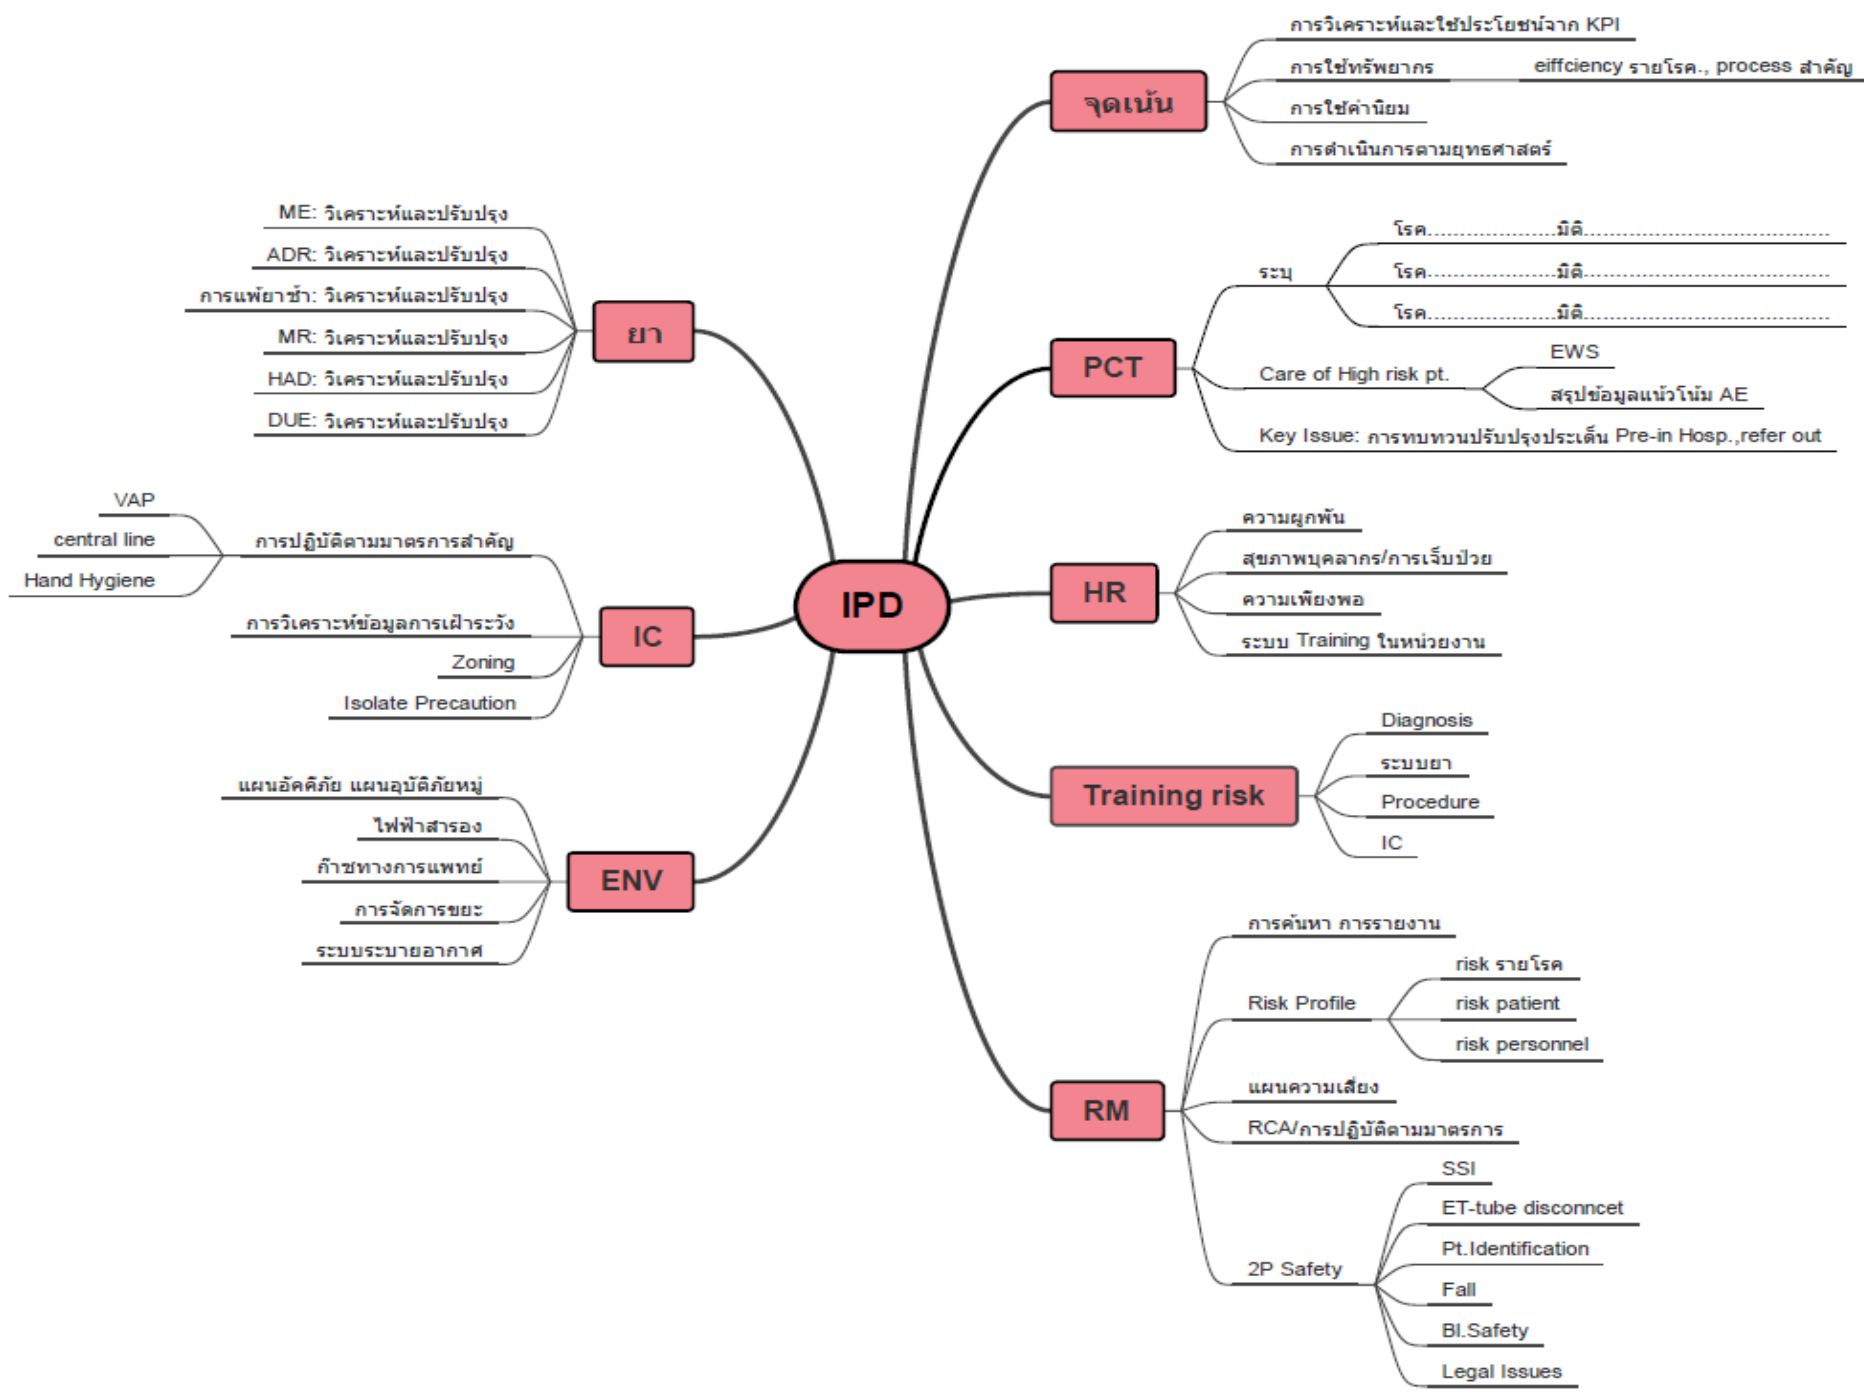 IPD
จุดเน้น
การวิเคราะห์และใช้ประโยชน์จาก KPI
การใช้ทรัพยากร
eiffciency รายโรค., process สำคัญ
การใช้ค่านิยม
การดำเนินการตามยุทธศาสตร์
PCT
ระบุ
โรค....................มิติ......................................
โรค....................มิติ......................................
โรค....................มิติ......................................
Care of High risk pt.
EWS
สรุปข้อมูลแน้วโน้ม AE
Key Issue: การทบทวนปรับปรุงประเด็น Pre-in Hosp.,refer out
HR
ความผูกพัน
สุขภาพบุคลากร/การเจ็บป่วย
ความเพียงพอ
ระบบ Training ในหน่วยงาน
Training risk
Diagnosis
ระบบยา
Procedure
IC
RM
การค้นหา การรายงาน
Risk Profile
risk รายโรค
risk patient
risk personnel
แผนความเสี่ยง
RCA/การปฏิบัติตามมาตรการ
2P Safety
SSI
ET-tube disconncet
Pt.Identification
Fall
Bl.Safety
Legal Issues
ยา
ME: วิเคราะห์และปรับปรุง
ADR: วิเคราะห์และปรับปรุง
การแพ้ยาซ้ำ: วิเคราะห์และปรับปรุง
MR: วิเคราะห์และปรับปรุง
HAD: วิเคราะห์และปรับปรุง
DUE: วิเคราะห์และปรับปรุง
IC
การปฏิบัติตามมาตรการสำคัญ
VAP
central line
Hand Hygiene
การวิเคราะห์ข้อมูลการเฝ้าระวัง
Zoning
Isolate Precaution
ENV
แผนอัคคีภัย แผนอุบัติภัยหมู่
ไฟฟ้าสำรอง
ก๊าซทางการแพทย์
การจัดการขยะ
ระบบระบายอากาศ